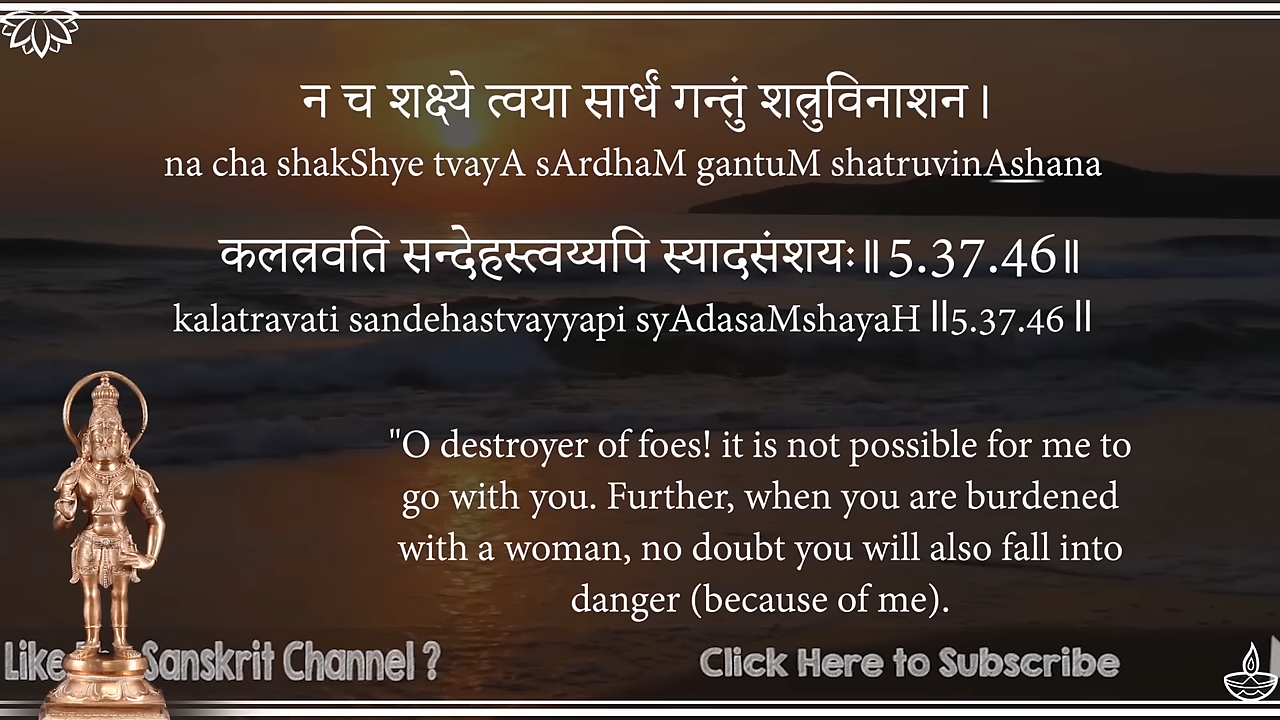 न च शक्ष्ये त्वया सार्धं गन्तुं शत्रुविनाशन।
na cha shakShye tvayA sArdhaM gantuM shatruvinAshana
कलत्रवति सन्देहस्त्वय्यपि स्यादसंशयः॥5.37.46॥
kalatravati sandehastvayyapi syAdasaMshayaH ||5.37.46 ||
"O destroyer of foes! it is not possible for me to
go with you. Further, when you are burdened
with a woman, no doubt you will also fall into
danger (because of me).
Like Sanskrit Channel ?
Click Here to Subscribe